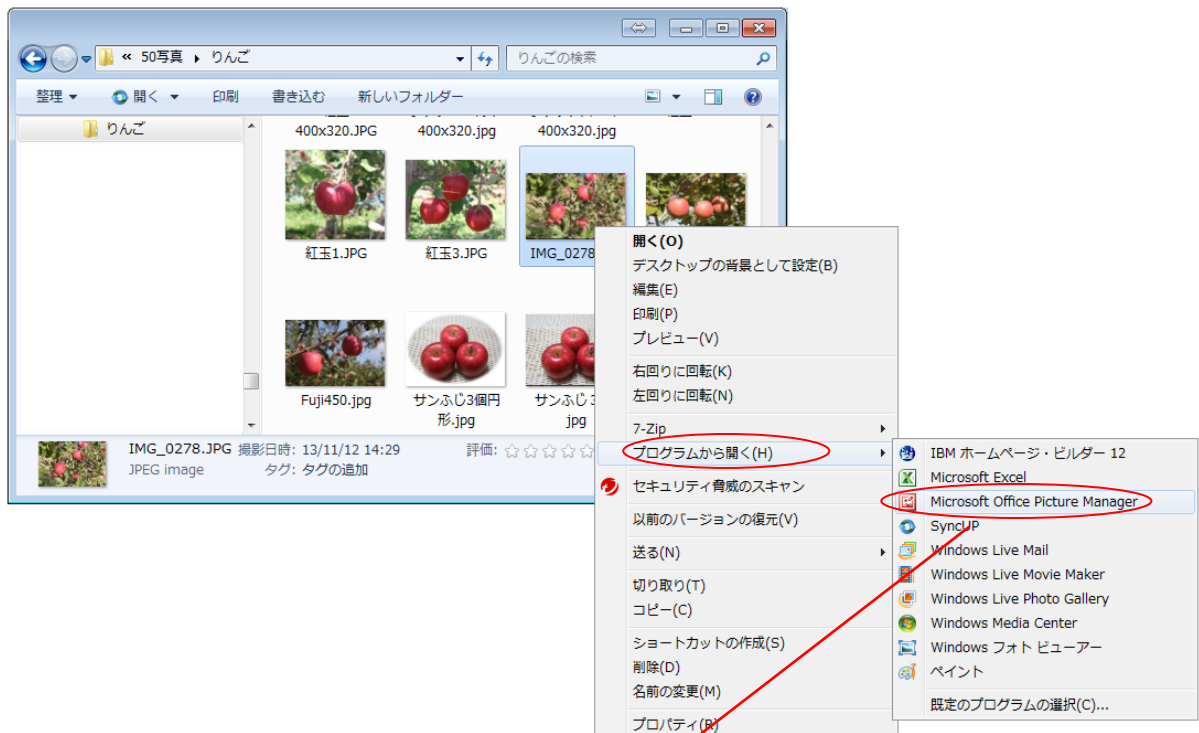 « 50写真 ▸ りんご
りんごの検索
整理 開く 印刷 書き込む 新しいフォルダー
りんご
400x320.JPG 400x320.jpg 400x320.jpg
紅玉1.JPG 紅玉3.JPG IMG_0278
Fuji450.jpg サンふじ3個円 サンふじ
形.jpg jpg
IMG_0278.JPG 撮影日時: 13/11/12 14:29 評価:
JPEG image タグ: タグの追加
開く(O)
デスクトップの背景として設定(B)
編集(E)
印刷(P)
プレビュー(V)
右回りに回転(K)
左回りに回転(N)
7-Zip
プログラムから開く(H)
セキュリティ脅威のスキャン
以前のバージョンの復元(V)
送る(N)
切り取り(T)
コピー(C)
ショートカットの作成(S)
削除(D)
名前の変更(M)
プロパティ(R)
IBM ホームページ・ビルダー 12
Microsoft Excel
Microsoft Office Picture Manager
SyncUP
Windows Live Mail
Windows Live Movie Maker
Windows Live Photo Gallery
Windows Media Center
Windows フォト ビューアー
ペイント
既定のプログラムの選択(C)...